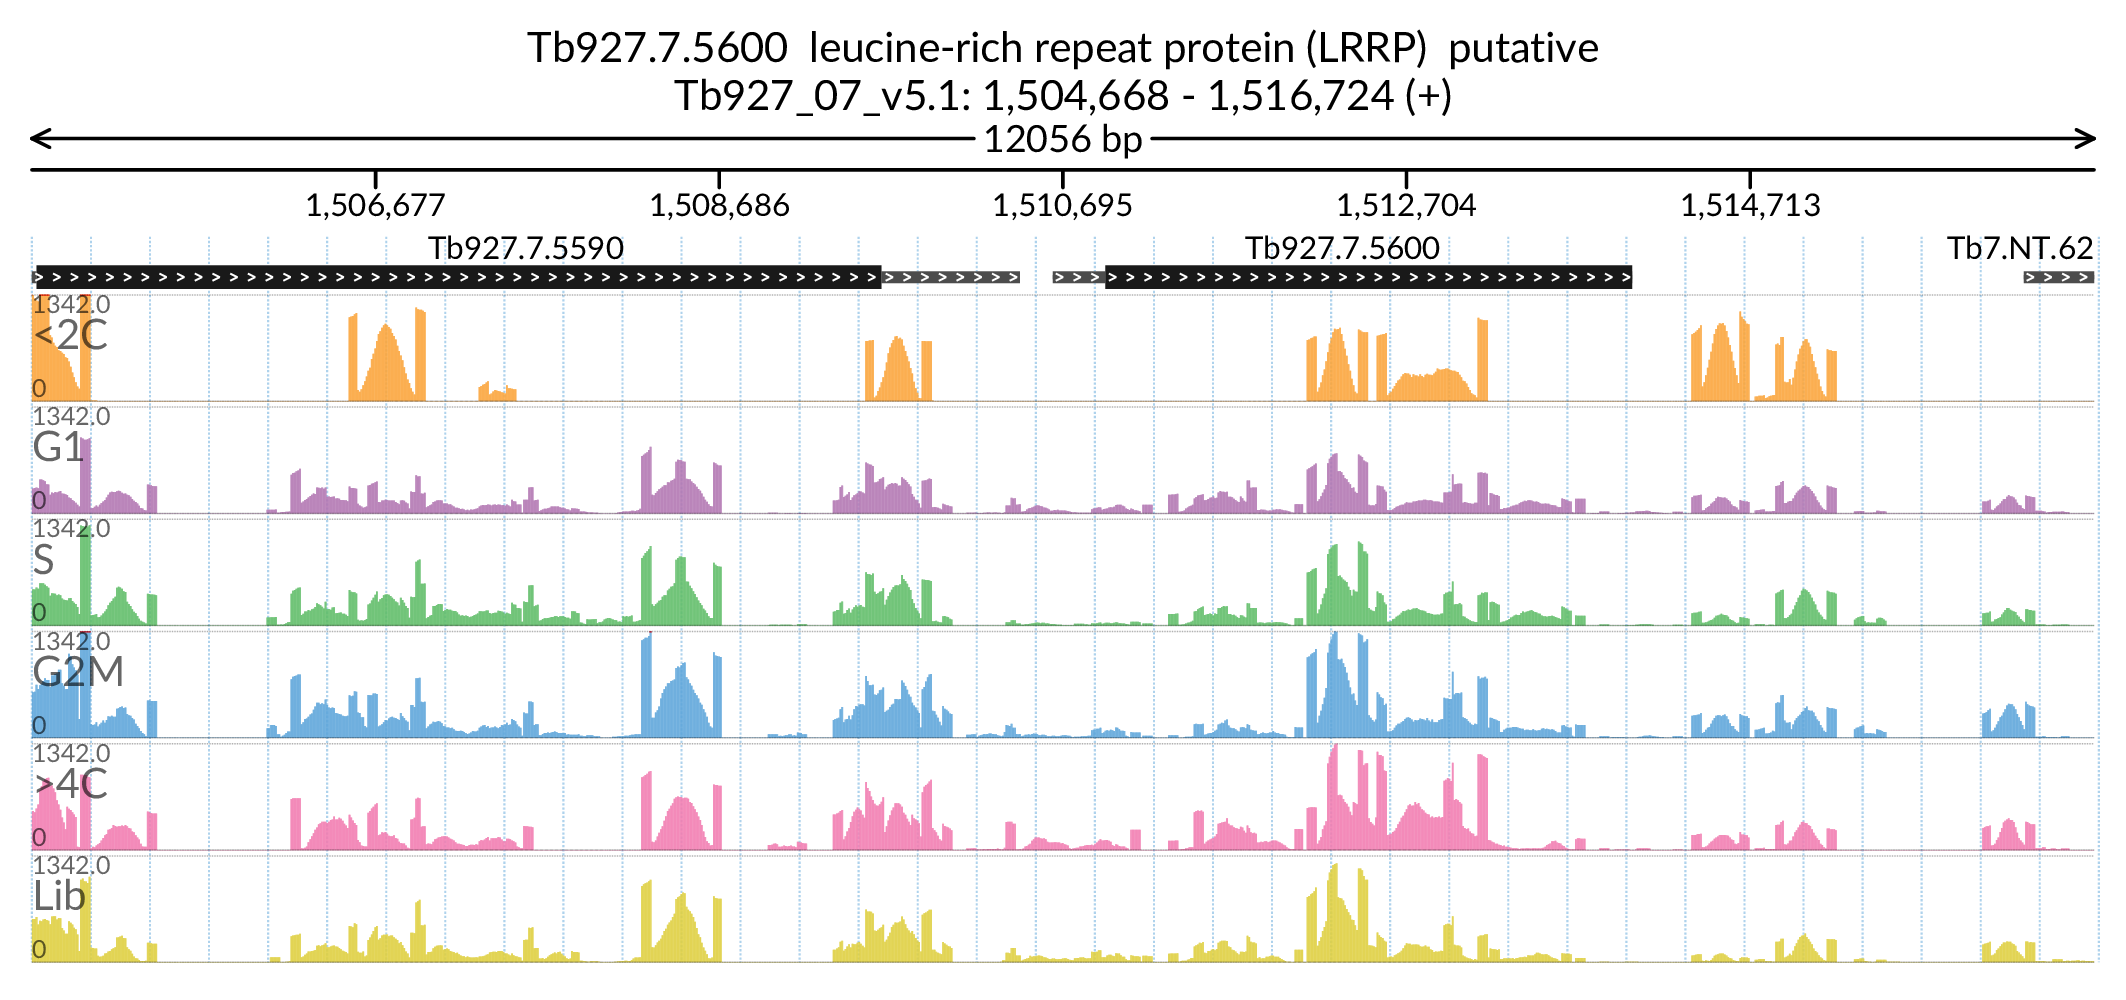 Tb927.7.5600 leucine-rich repeat protein (LRRP) putative
Tb927_07_v5.1: 1,504,668 - 1,516,724 (+)
12056 bp
1,506,677 1,508,686 1,510,695 1,512,704 1,514,713
Tb927.7.5590 Tb927.7.5600 Tb7.NT.62
1342.0
<2C
0
1342.0
G1
0
1342.0
S
0
1342.0
G2M
0
1342.0
>4C
0
1342.0
Lib
0